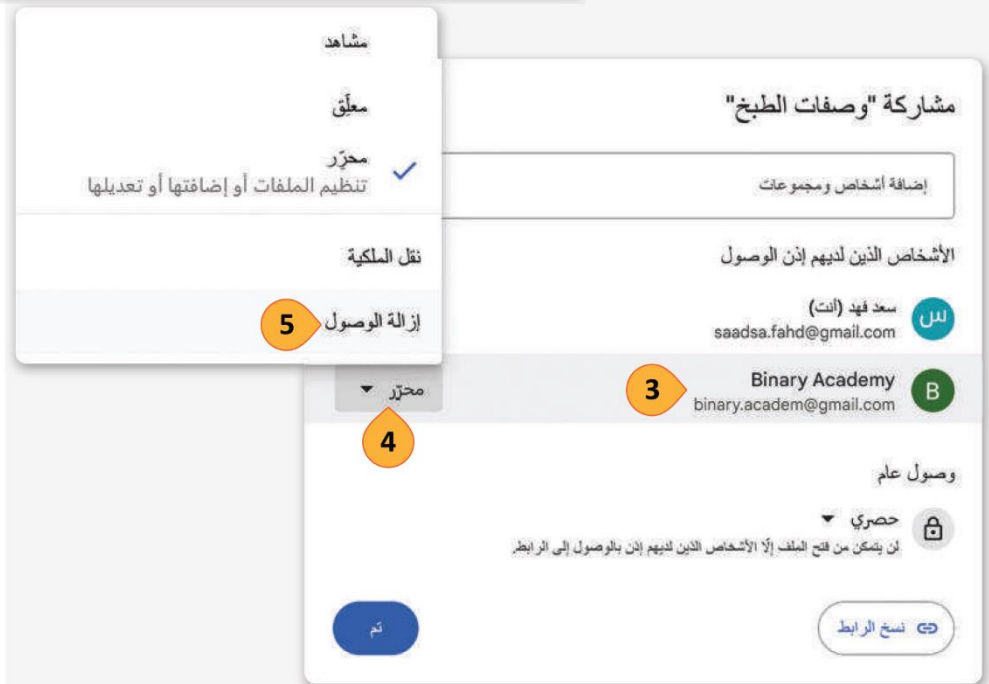 مشاهد
معلّق
محرّر
تنظيم الملفات أو إضافتها أو تعديلها
نقل الملكية
إزالة الوصول
5
مشاركة "وصفات الطبخ"
إضافة أشخاص ومجموعات
الأشخاص الذين لديهم إذن الوصول
س
سعد فهد (أنت)
saadsa.fahd@gmail.com
B
Binary Academy
binary.academ@gmail.com
3
محرّر
4
وصول عام
حصري
لن يتمكن من فتح الملف إلّا الأشخاص الذين لديهم إذن بالوصول إلى الرابط.
نسخ الرابط
تم